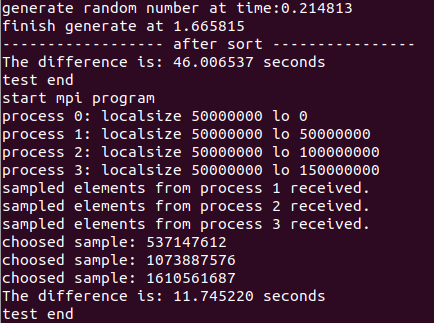 generate random number at time:0.214813
finish generate at 1.665815
------------------ after sort ----------------
The difference is: 46.006537 seconds
test end
start mpi program
process 0: localsize 50000000 lo 0
process 1: localsize 50000000 lo 50000000
process 2: localsize 50000000 lo 100000000
process 3: localsize 50000000 lo 150000000
sampled elements from process 1 received.
sampled elements from process 2 received.
sampled elements from process 3 received.
choosed sample: 537147612
choosed sample: 1073887576
choosed sample: 1610561687
The difference is: 11.745220 seconds
test end